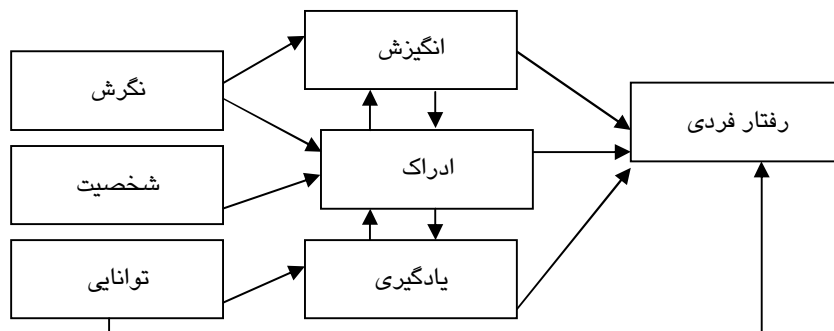 انگیزش
نگرش
رفتار فردی
ادراک
شخصیت
توانایی
یادگیری